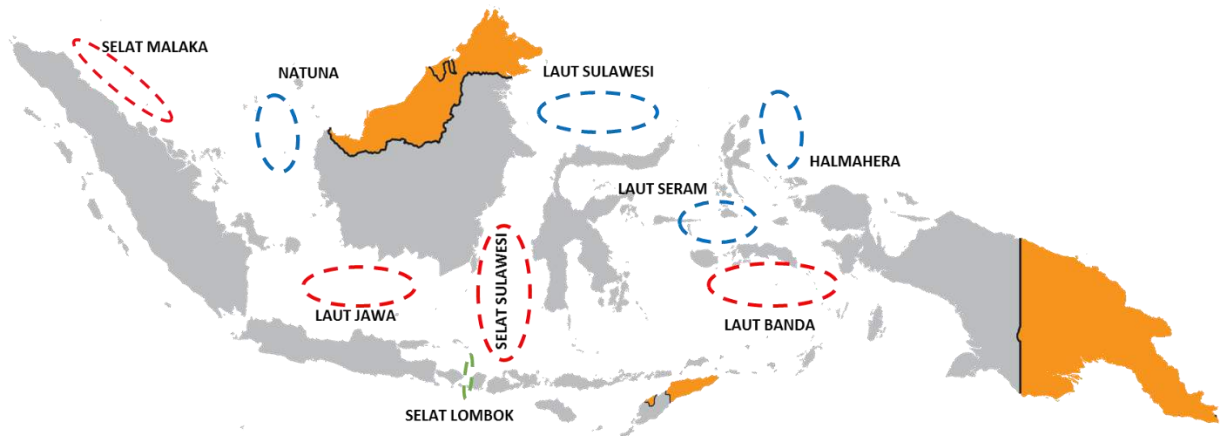 SELAT MALAKA
NATUNA
LAUT SULAWESI
HALMAHERA
LAUT SERAM
SELAT SULAWESI
LAUT JAWA
LAUT BANDA
SELAT LOMBOK